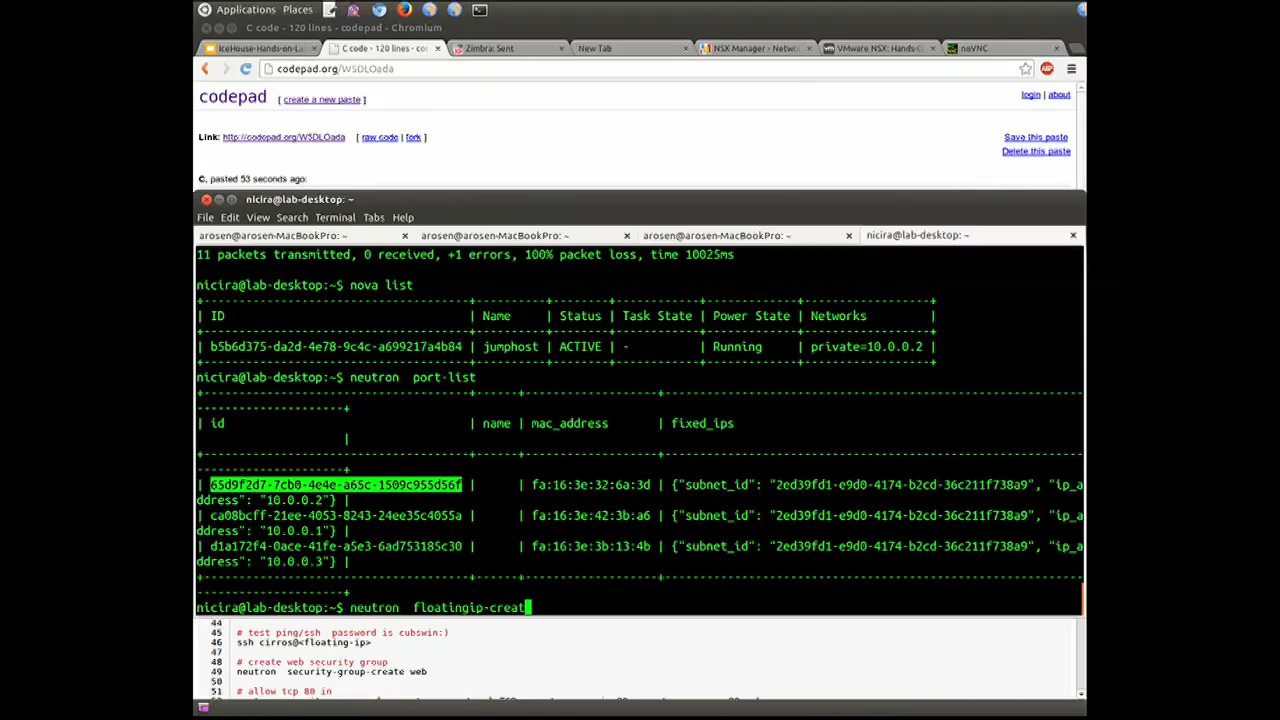 Applications Places
C code - 120 lines - codepad - Chromium
IceHouse-Hands-on-La
C code - 120 lines - co
Zimbra: Sent
New Tab
NSX Manager - Netwo
VMware NSX: Hands-O
noVNC
codepad.org/W5DLOada
codepad [ create a new paste ] login | about
Link: http://codepad.org/W5DLOada [ raw code | fork ] Save this paste
Delete this paste
C, pasted 53 seconds ago:
nicira@lab-desktop: ~
File Edit View Search Terminal Tabs Help
arosen@arosen-MacBookPro: ~ arosen@arosen-MacBookPro: ~ arosen@arosen-MacBookPro: ~ nicira@lab-desktop: ~
11 packets transmitted, 0 received, +1 errors, 100% packet loss, time 10025ms
nicira@lab-desktop:~$ nova list
| ID | Name | Status | Task State | Power State | Networks |
| b5b6d375-da2d-4e78-9c4c-a699217a4b84 | jumphost | ACTIVE | - | Running | private=10.0.0.2 |
nicira@lab-desktop:~$ neutron  port-list
| id | name | mac_address | fixed_ips
|
| 65d9f2d7-7cb0-4e4e-a65c-1509c955d56f | | fa:16:3e:32:6a:3d | {"subnet_id": "2ed39fd1-e9d0-4174-b2cd-36c211f738a9", "ip_a
ddress": "10.0.0.2"} |
| ca08bcff-21ee-4053-8243-24ee35c4055a | | fa:16:3e:42:3b:a6 | {"subnet_id": "2ed39fd1-e9d0-4174-b2cd-36c211f738a9", "ip_a
ddress": "10.0.0.1"} |
| d1a172f4-0ace-41fe-a5e3-6ad753185c30 | | fa:16:3e:3b:13:4b | {"subnet_id": "2ed39fd1-e9d0-4174-b2cd-36c211f738a9", "ip_a
ddress": "10.0.0.3"} |
nicira@lab-desktop:~$ neutron  floatingip-creat
44
45 # test ping/ssh  password is cubswin:)
46 ssh cirros@<floating-ip>
47
48 # create web security group
49 neutron  security-group-create web
50
51 # allow tcp 80 in